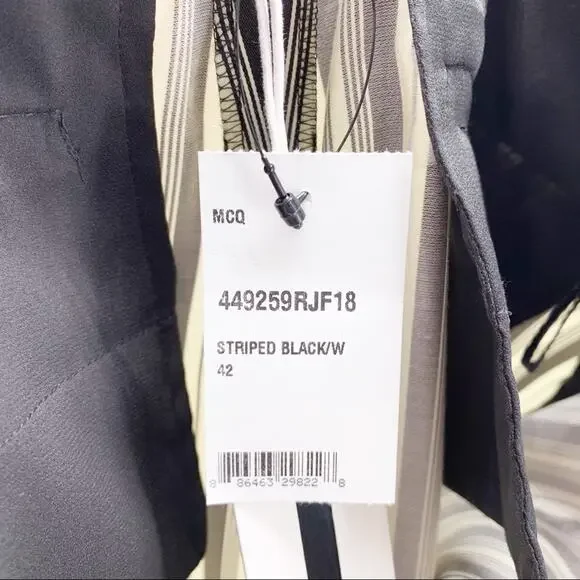 MCQ
449259RJF18
STRIPED BLACK/W
42
8 86463 29822 8